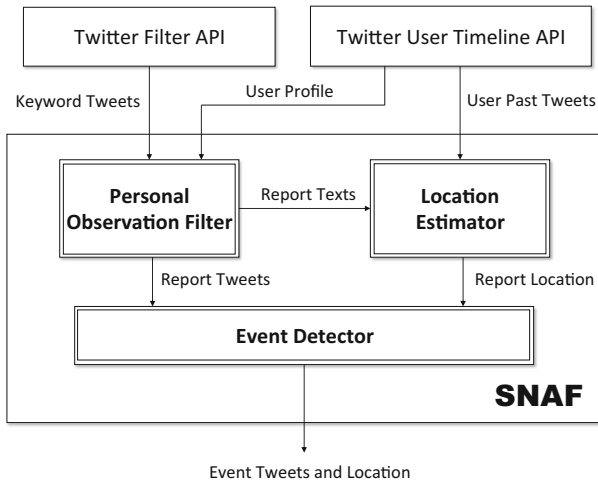 Twitter Filter API
Twitter User Timeline API
Keyword Tweets
User Profile
User Past Tweets
Personal
Observation Filter
Report Texts
Location
Estimator
Report Tweets
Report Location
Event Detector
SNAF
Event Tweets and Location